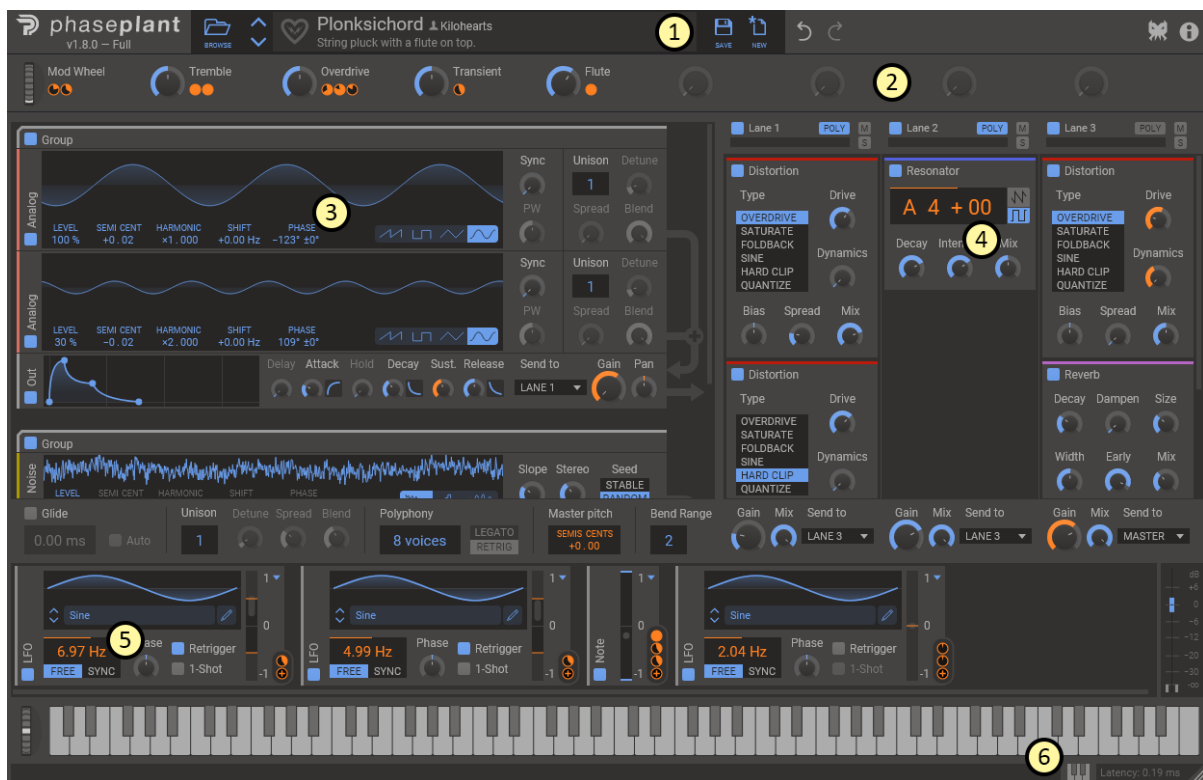 phaseplant
v1.8.0 – Full
BROWSE
Plonksichord Kilohearts
String pluck with a flute on top.
1
SAVE NEW
Mod Wheel Tremble Overdrive Transient Flute
2
Group
Analog
3
LEVEL SEMI CENT HARMONIC SHIFT PHASE
100 % +0.02 ×1.000 +0.00 Hz −123° ±0°
Sync Unison Detune
1
PW Spread Blend
Analog
LEVEL SEMI CENT HARMONIC SHIFT PHASE
30 % −0.02 ×2.000 +0.00 Hz 109° ±0°
Sync Unison Detune
1
PW Spread Blend
Out
Delay Attack Hold Decay Sust. Release Send to Gain Pan
LANE 1
Group
Noise
LEVEL SEMI CENT HARMONIC SHIFT PHASE
Slope Stereo Seed
STABLE
RANDOM
Lane 1 POLY M
S
Distortion
Type Drive
OVERDRIVE
SATURATE
FOLDBACK
SINE
HARD CLIP
QUANTIZE
Dynamics
Bias Spread Mix
Distortion
Type Drive
OVERDRIVE
SATURATE
FOLDBACK
SINE
HARD CLIP
QUANTIZE
Dynamics
Lane 2 POLY M
S
Resonator
A 4 + 00
4
Decay Mix
Lane 3 POLY M
S
Distortion
Type Drive
OVERDRIVE
SATURATE
FOLDBACK
SINE
HARD CLIP
QUANTIZE
Dynamics
Bias Spread Mix
Reverb
Decay Dampen Size
Width Early Mix
Glide Unison Detune Spread Blend Polyphony Master pitch Bend Range
0.00 ms Auto 1 8 voices LEGATO
RETRIG
SEMIS CENTS
+0.00
2
Gain Mix Send to
LANE 3
Gain Mix Send to
LANE 3
Gain Mix Send to
MASTER
LFO
Sine
5
6.97 Hz Retrigger
FREE SYNC 1-Shot
1
0
-1
LFO
Sine
4.99 Hz Phase Retrigger
FREE SYNC 1-Shot
1
0
-1
Note
1
0
-1
LFO
Sine
2.04 Hz Phase Retrigger
FREE SYNC 1-Shot
1
0
-1
dB
6
0
-6
-12
-20
-30
-∞
6
Latency: 0.19 ms